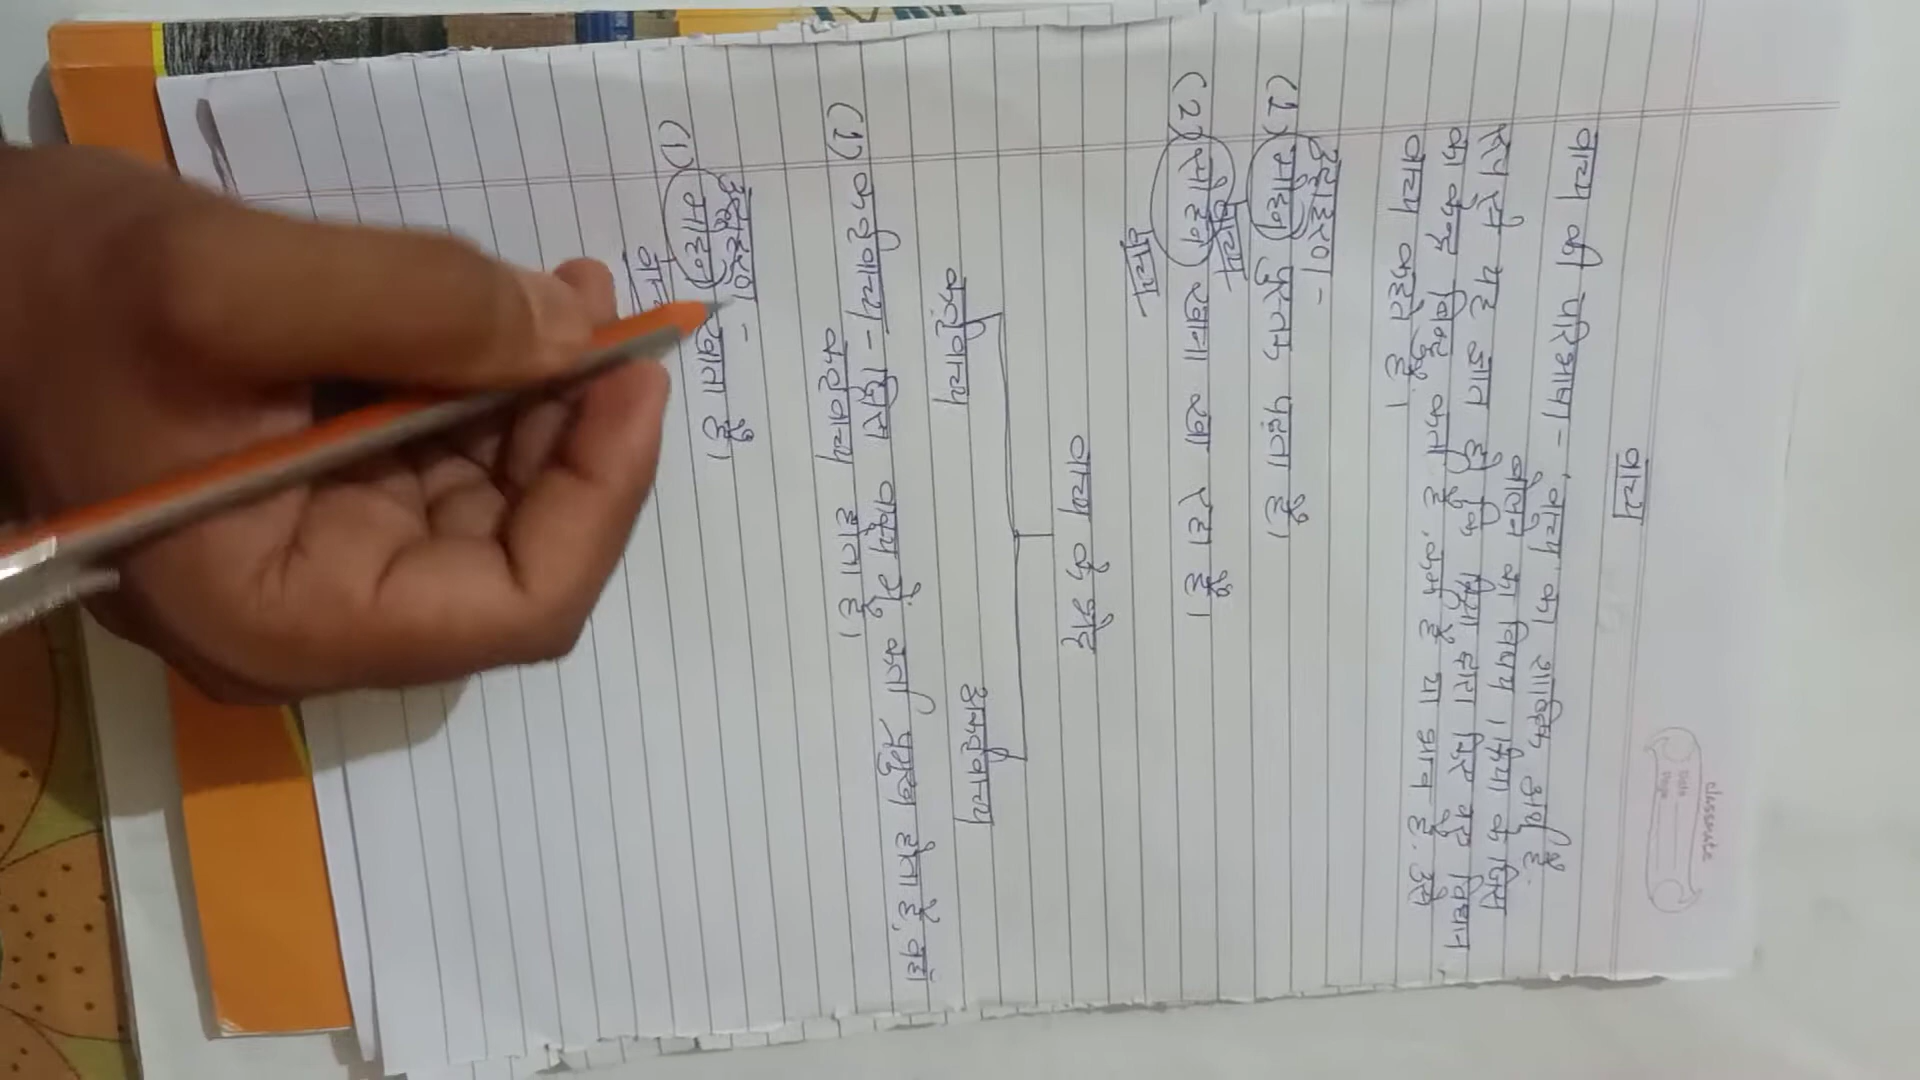 classmate
Date
Page
वाच्य
वाच्य की परिभाषा - 'वाच्य' का शाब्दिक अर्थ है-
बोलने का विषय। क्रिया के जिस
रूप से यह ज्ञात हो कि क्रिया द्वारा किए गए विधान
का केन्द्र बिन्दु कर्ता है, कर्म है या भाव है- उसे
वाच्य कहते हैं।
उदाहरण -
(1) मोहन पुस्तक पढ़ता है।
वाच्य
(2) सोहन खाना खा रहा है।
वाच्य
वाच्य के भेद
कर्तृवाच्य
अकर्तृवाच्य
(1) कर्तृवाच्य - जिस वाक्य में कर्ता प्रमुख होता है, वहाँ
कर्तृवाच्य होता है।
उदाहरण -
(1) मोहन खाता है।